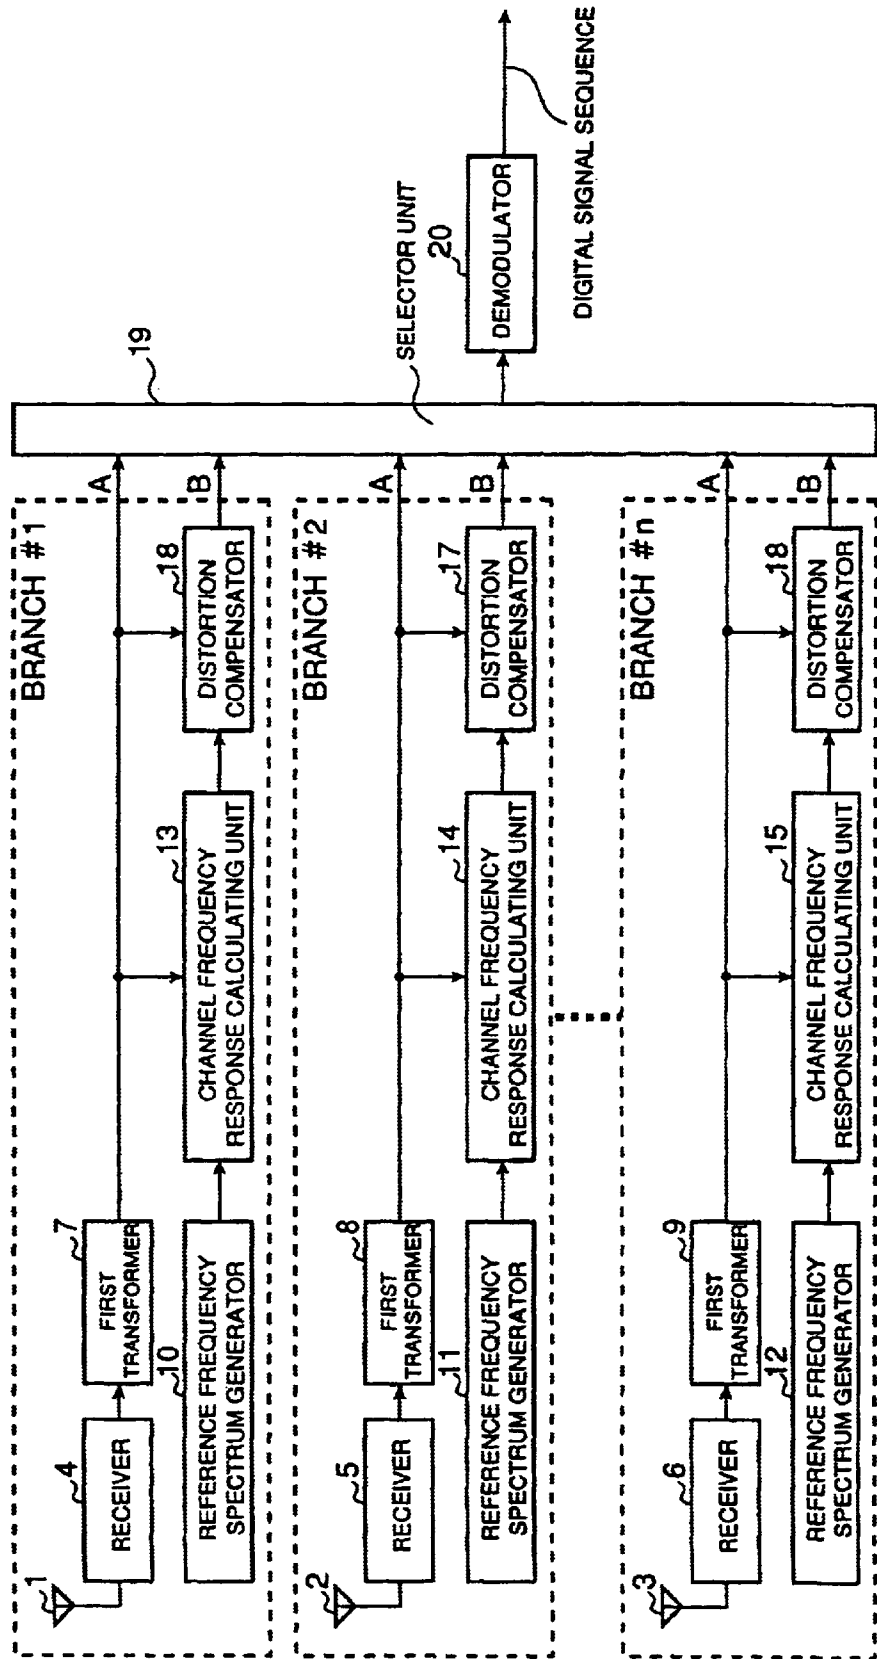 BRANCH #1
1
4
RECEIVER
7
FIRST
TRANSFORMER
10
REFERENCE FREQUENCY
SPECTRUM GENERATOR
13
CHANNEL FREQUENCY
RESPONSE CALCULATING UNIT
18
DISTORTION
COMPENSATOR
A
B
BRANCH #2
2
5
RECEIVER
8
FIRST
TRANSFORMER
11
REFERENCE FREQUENCY
SPECTRUM GENERATOR
14
CHANNEL FREQUENCY
RESPONSE CALCULATING UNIT
17
DISTORTION
COMPENSATOR
A
B
BRANCH #n
3
6
RECEIVER
9
FIRST
TRANSFORMER
12
REFERENCE FREQUENCY
SPECTRUM GENERATOR
15
CHANNEL FREQUENCY
RESPONSE CALCULATING UNIT
18
DISTORTION
COMPENSATOR
A
B
19
SELECTOR UNIT
20
DEMODULATOR
DIGITAL SIGNAL SEQUENCE